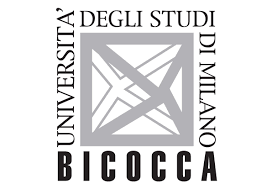 UNIVERSITA'
DEGLI STUDI
DI MILANO
BICOCCA